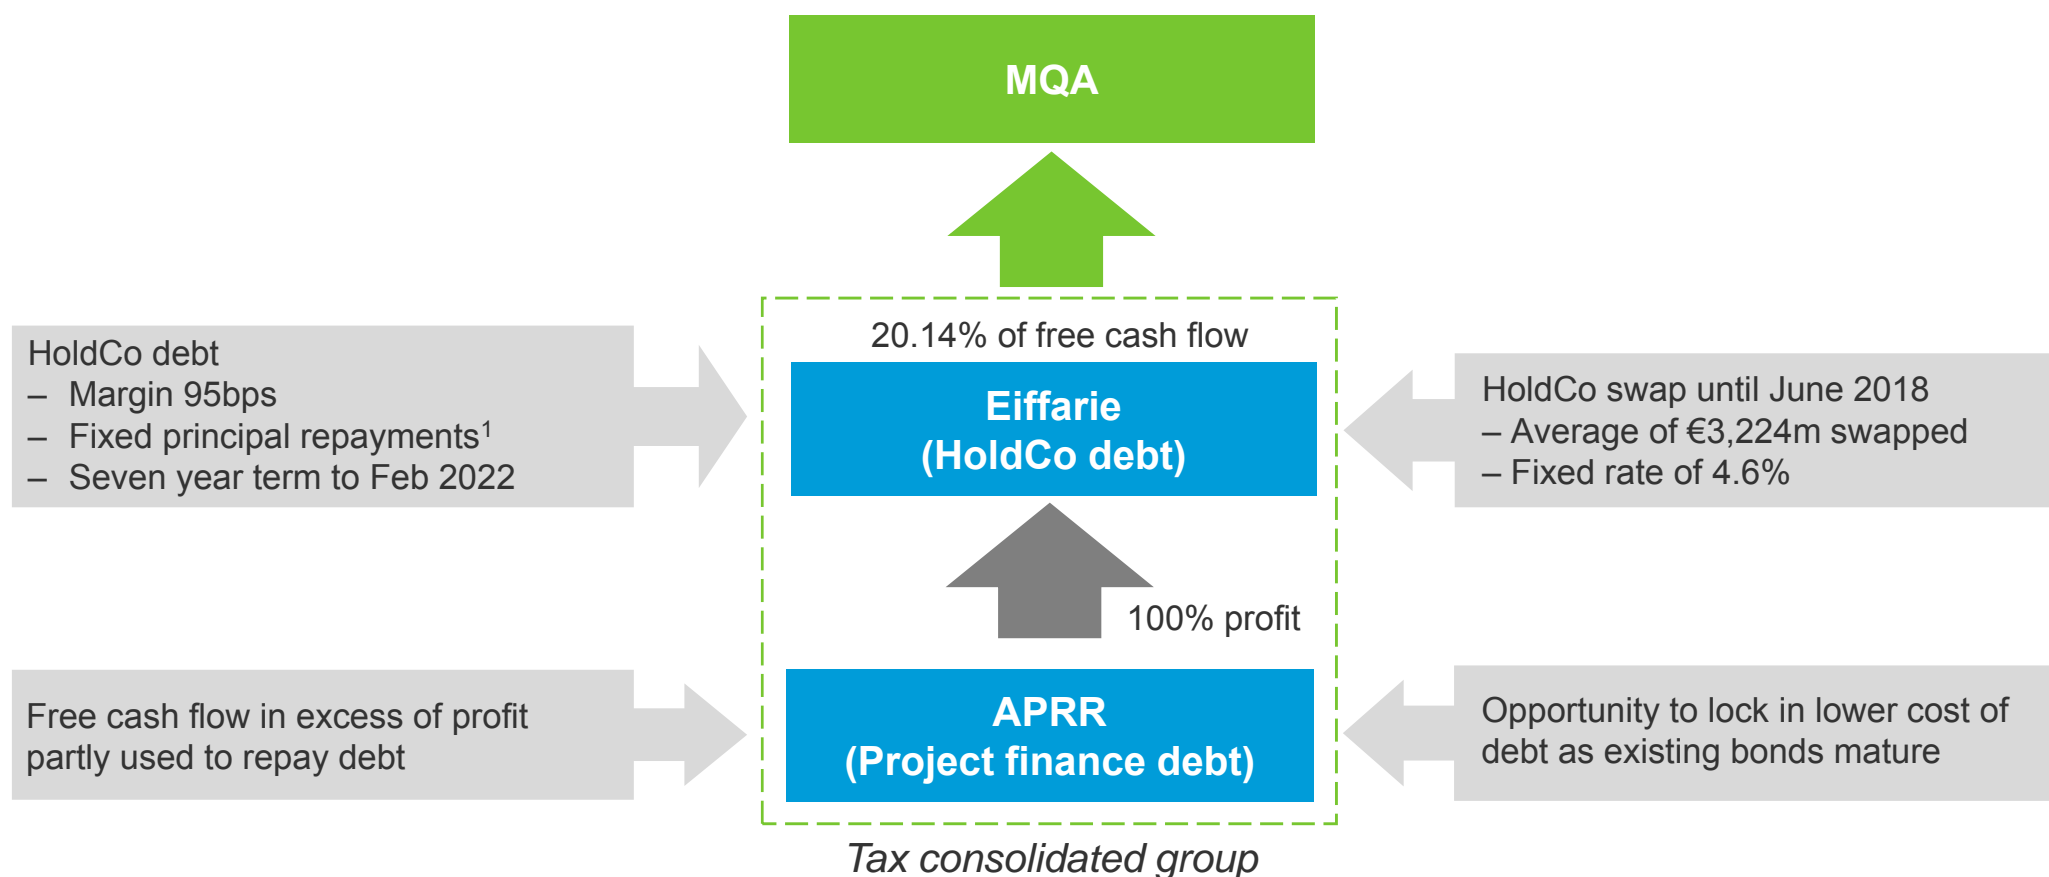 MQA
20.14% of free cash flow
HoldCo debt
– Margin 95bps
– Fixed principal repayments¹
– Seven year term to Feb 2022
Eiffarie
(HoldCo debt)
HoldCo swap until June 2018
– Average of €3,224m swapped
– Fixed rate of 4.6%
100% profit
Free cash flow in excess of profit
partly used to repay debt
APRR
(Project finance debt)
Opportunity to lock in lower cost of
debt as existing bonds mature
Tax consolidated group